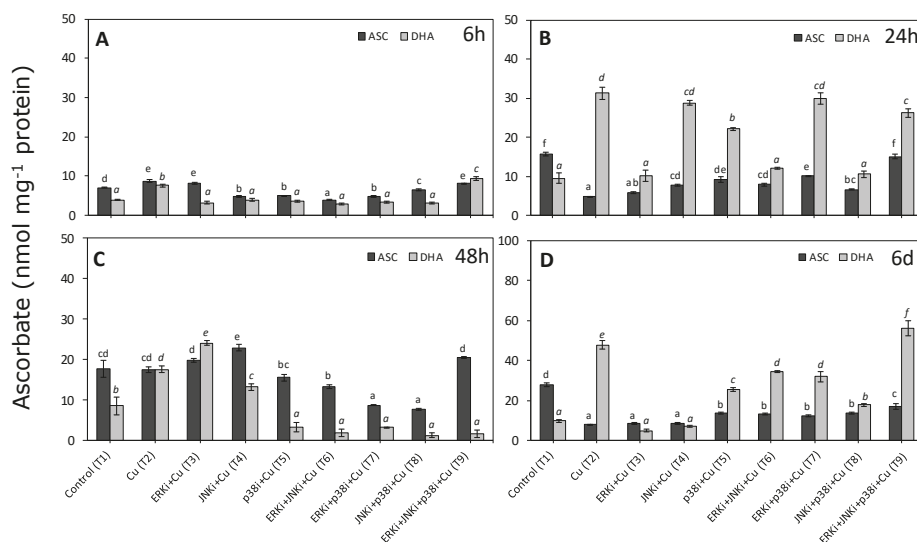 Ascorbate (nmol mg⁻¹ protein)
A
ASC DHA
6h
50
40
30
20
10
0
d a e b e a b a b a a a b a c a e c
B
ASC DHA
24h
50
40
30
20
10
0
f a a d ab a cd cd de b cd a e cd bc a f c
C
ASC DHA
48h
50
40
30
20
10
0
cd b cd d d e e c bc a b a a a a a d a
Control (T1)
Cu (T2)
ERKi+Cu (T3)
JNKi+Cu (T4)
p38i+Cu (T5)
ERKi+JNKi+Cu (T6)
ERKi+p38i+Cu (T7)
JNKi+p38i+Cu (T8)
ERKi+JNKi+p38i+Cu (T9)
D
ASC DHA
6d
100
80
60
40
20
0
d a a e a a a a b c b d b d b b c f
Control (T1)
Cu (T2)
ERKi+Cu (T3)
JNKi+Cu (T4)
p38i+Cu (T5)
ERKi+JNKi+Cu (T6)
ERKi+p38i+Cu (T7)
JNKi+p38i+Cu (T8)
ERKi+JNKi+p38i+Cu (T9)